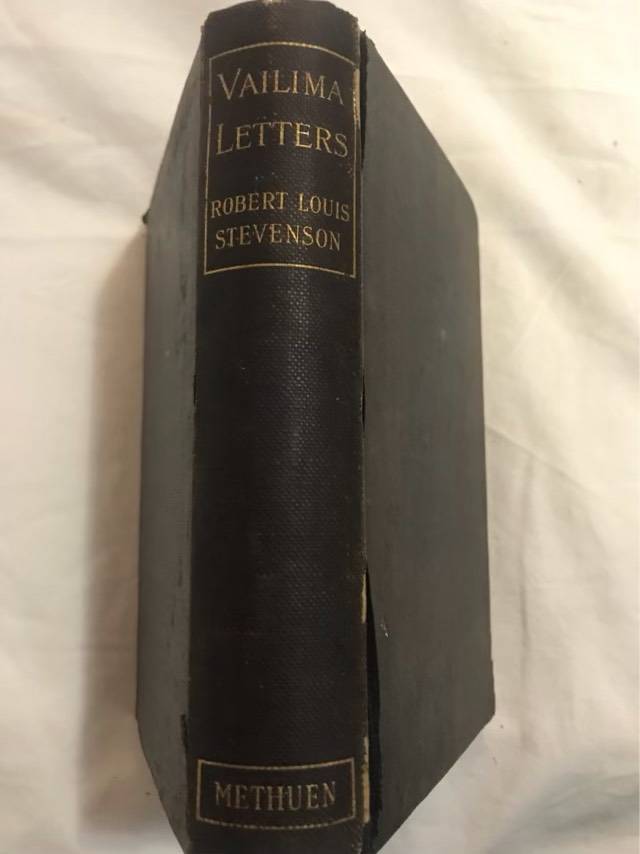 VAILIMA
LETTERS
ROBERT LOUIS
STEVENSON
METHUEN